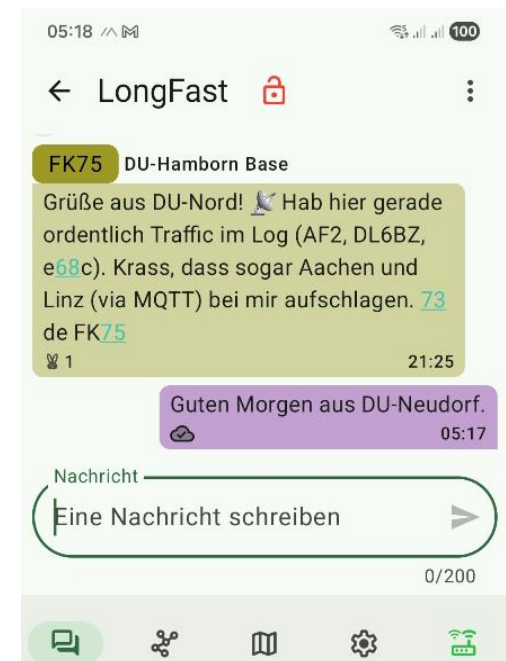 05:18
100
LongFast
FK75 DU-Hamborn Base
Grüße aus DU-Nord! 📡 Hab hier gerade
ordentlich Traffic im Log (AF2, DL6BZ,
e68c). Krass, dass sogar Aachen und
Linz (via MQTT) bei mir aufschlagen. 73
de FK75
1
21:25
Guten Morgen aus DU-Neudorf.
05:17
Nachricht
Eine Nachricht schreiben
0/200